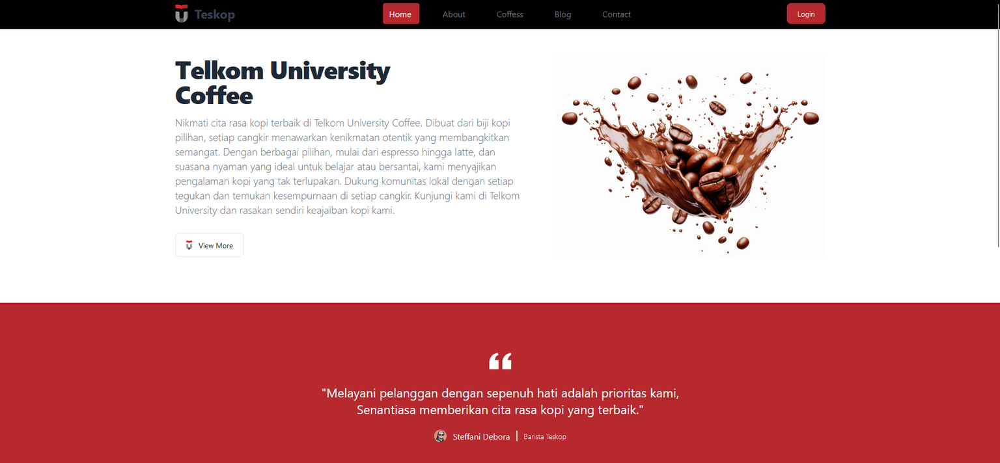 Teskop
Home
About
Coffess
Blog
Contact
Login
Telkom University
Coffee
Nikmati cita rasa kopi terbaik di Telkom University Coffee. Dibuat dari biji kopi
pilihan, setiap cangkir menawarkan kenikmatan otentik yang membangkitkan
semangat. Dengan berbagai pilihan, mulai dari espresso hingga latte, dan
suasana nyaman yang ideal untuk belajar atau bersantai, kami menyajikan
pengalaman kopi yang tak terlupakan. Dukung komunitas lokal dengan setiap
tegukan dan temukan kesempurnaan di setiap cangkir. Kunjungi kami di Telkom
University dan rasakan sendiri keajaiban kopi kami.
View More
"Melayani pelanggan dengan sepenuh hati adalah prioritas kami,
Senantiasa memberikan cita rasa kopi yang terbaik."
Steffani Debora
Barista Teskop